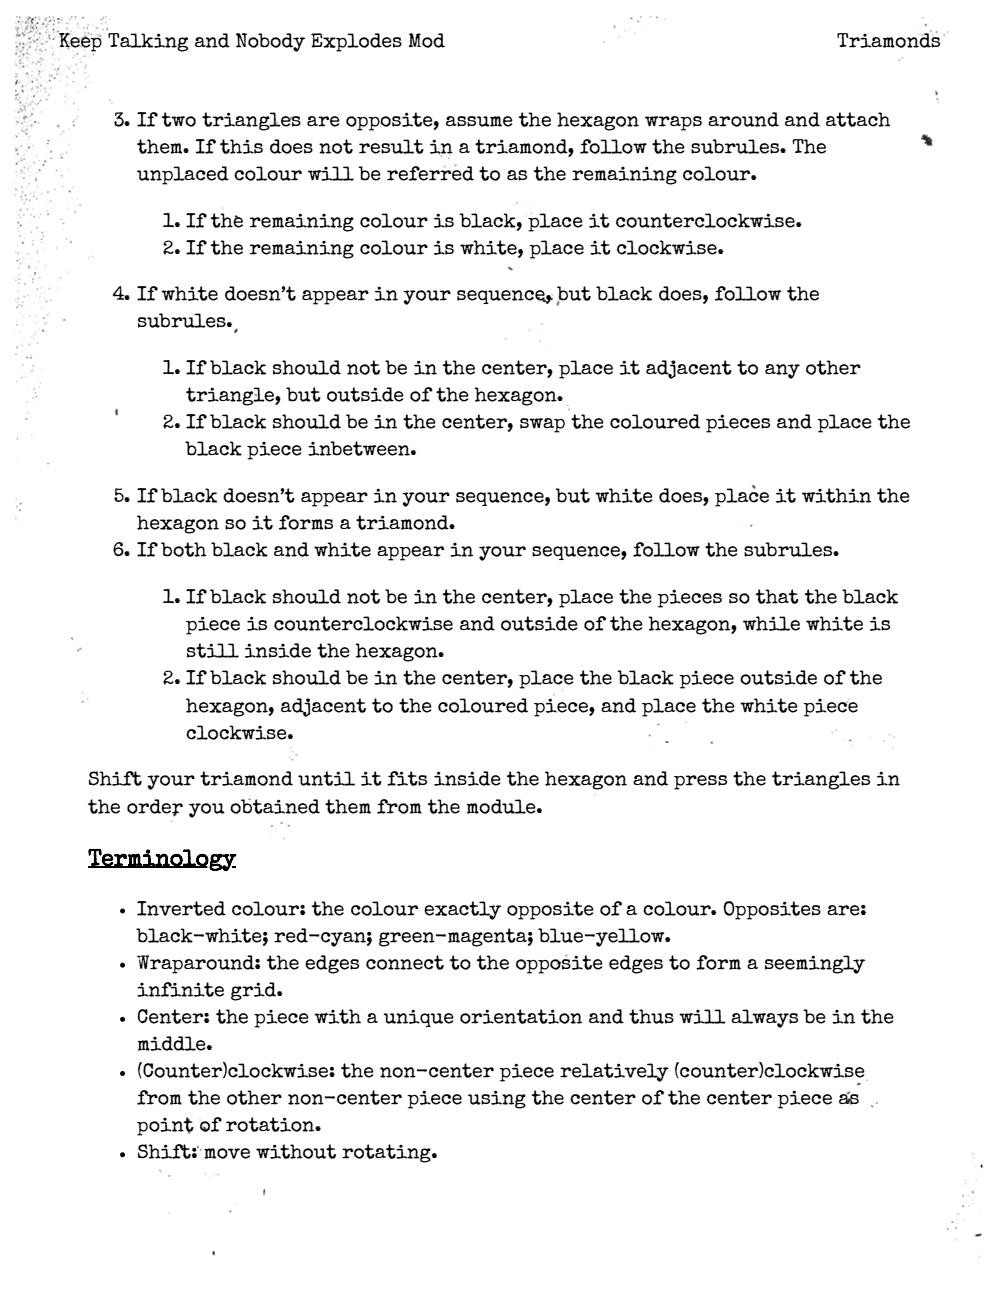 Keep Talking and Nobody Explodes Mod
Triamonds
3. If two triangles are opposite, assume the hexagon wraps around and attach
them. If this does not result in a triamond, follow the subrules. The
unplaced colour will be referred to as the remaining colour.
1. If the remaining colour is black, place it counterclockwise.
2. If the remaining colour is white, place it clockwise.
4. If white doesn't appear in your sequence, but black does, follow the
subrules.
1. If black should not be in the center, place it adjacent to any other
triangle, but outside of the hexagon.
2. If black should be in the center, swap the coloured pieces and place the
black piece inbetween.
5. If black doesn't appear in your sequence, but white does, place it within the
hexagon so it forms a triamond.
6. If both black and white appear in your sequence, follow the subrules.
1. If black should not be in the center, place the pieces so that the black
piece is counterclockwise and outside of the hexagon, while white is
still inside the hexagon.
2. If black should be in the center, place the black piece outside of the
hexagon, adjacent to the coloured piece, and place the white piece
clockwise.
Shift your triamond until it fits inside the hexagon and press the triangles in
the order you obtained them from the module.
Terminology
• Inverted colour: the colour exactly opposite of a colour. Opposites are:
black-white; red-cyan; green-magenta; blue-yellow.
• Wraparound: the edges connect to the opposite edges to form a seemingly
infinite grid.
• Center: the piece with a unique orientation and thus will always be in the
middle.
• (Counter)clockwise: the non-center piece relatively (counter)clockwise
from the other non-center piece using the center of the center piece as
point of rotation.
• Shift: move without rotating.